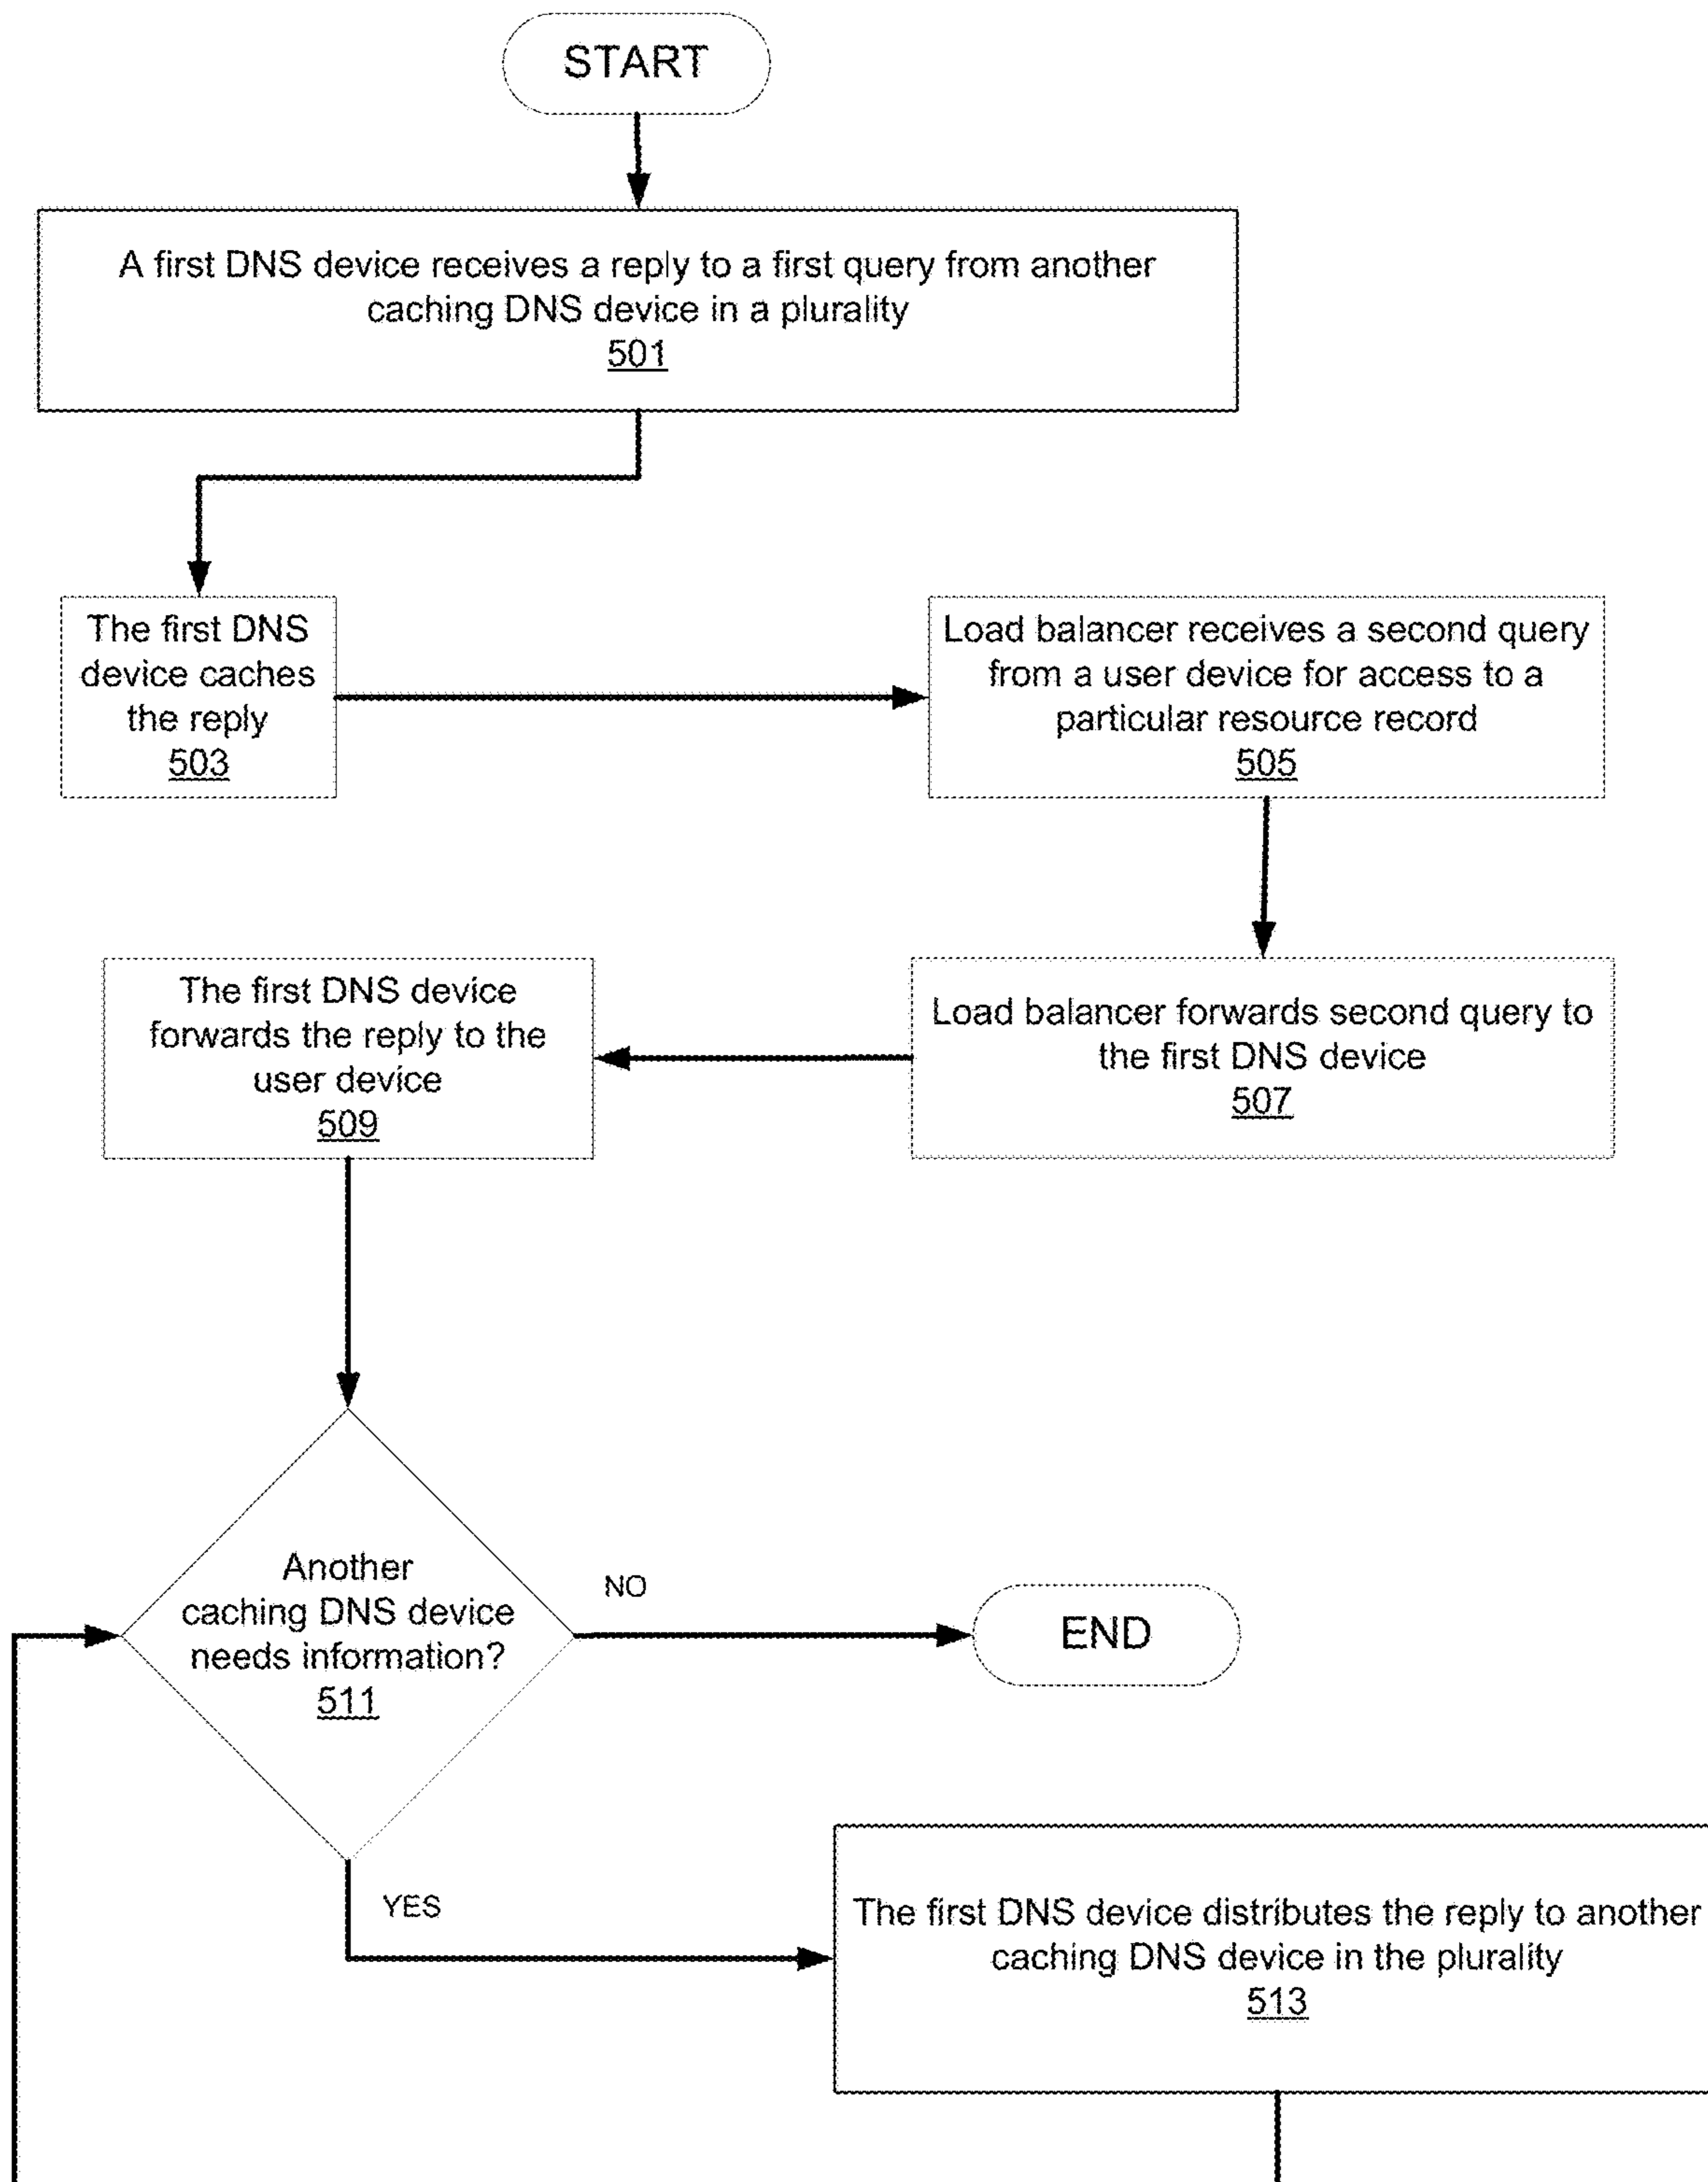 START
A first DNS device receives a reply to a first query from another
caching DNS device in a plurality
501
The first DNS
device caches
the reply
503
Load balancer receives a second query
from a user device for access to a
particular resource record
505
The first DNS device
forwards the reply to the
user device
509
Load balancer forwards second query to
the first DNS device
507
Another
caching DNS device
needs information?
511
NO
END
YES
The first DNS device distributes the reply to another
caching DNS device in the plurality
513